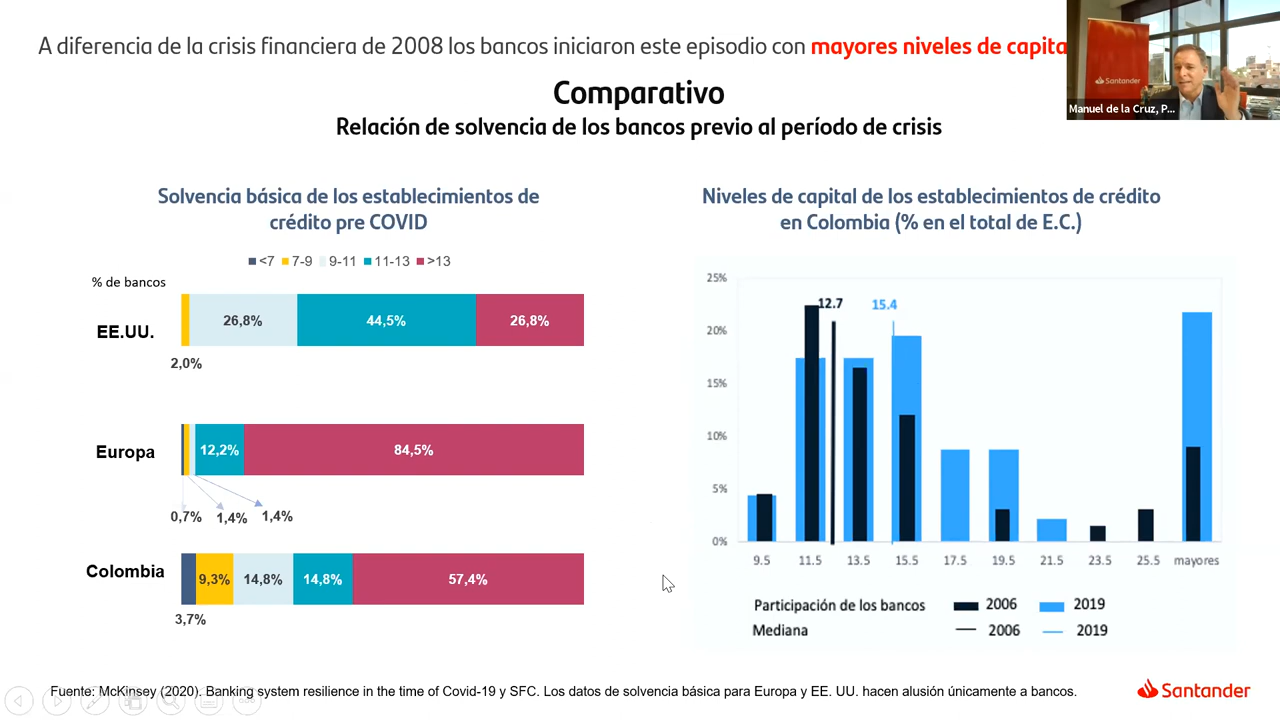 A diferencia de la crisis financiera de 2008 los bancos iniciaron este episodio con mayores niveles de capita
Santander
Manuel de la Cruz, P...
Comparativo
Relación de solvencia de los bancos previo al período de crisis
Solvencia básica de los establecimientos de
crédito pre COVID
<7 7-9 9-11 11-13 >13
% de bancos
EE.UU.
26,8% 44,5% 26,8%
2,0%
Europa
12,2% 84,5%
0,7% 1,4% 1,4%
Colombia
9,3% 14,8% 14,8% 57,4%
3,7%
Niveles de capital de los establecimientos de crédito
en Colombia (% en el total de E.C.)
25%
20%
15%
10%
5%
0%
12.7 15.4
9.5 11.5 13.5 15.5 17.5 19.5 21.5 23.5 25.5 mayores
Participación de los bancos 2006 2019
Mediana 2006 2019
Fuente: McKinsey (2020). Banking system resilience in the time of Covid-19 y SFC. Los datos de solvencia básica para Europa y EE. UU. hacen alusión únicamente a bancos.
Santander